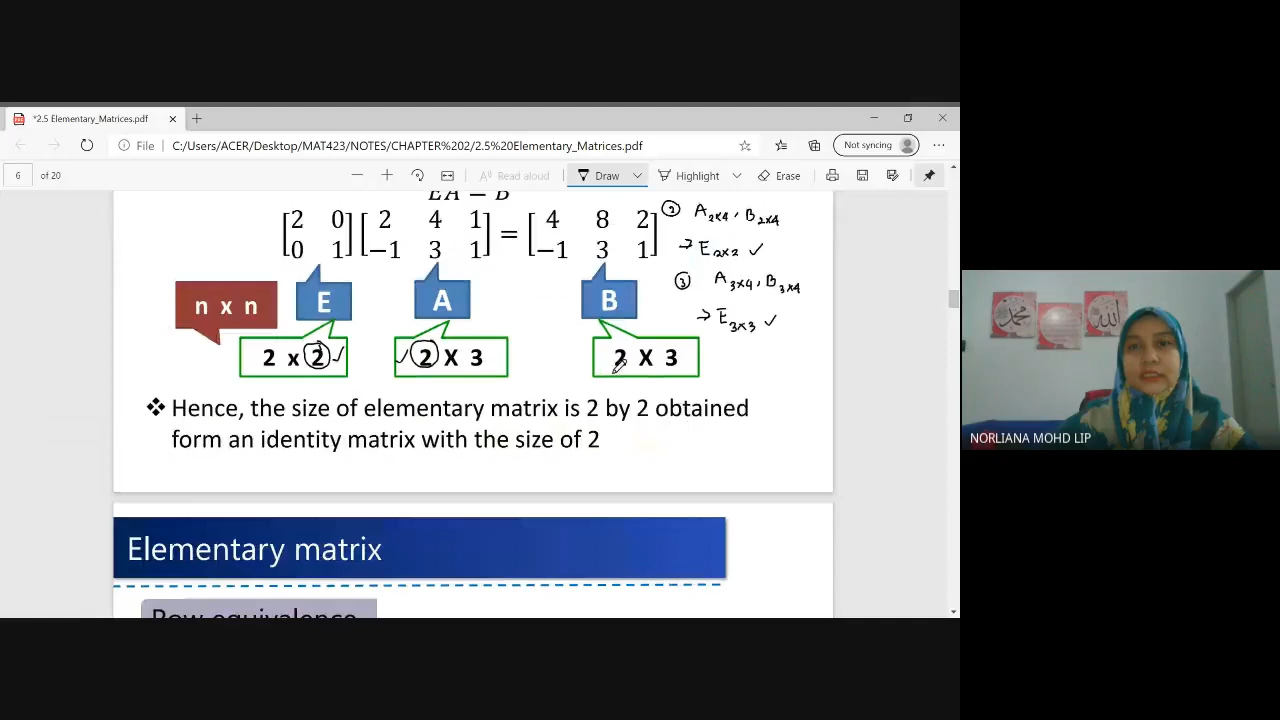 *2.5 Elementary_Matrices.pdf
File C:/Users/ACER/Desktop/MAT423/NOTES/CHAPTER%202/2.5%20Elementary_Matrices.pdf Not syncing
6 of 20 Read aloud Draw Highlight Erase
EA = B
[2 0] [2 4 1] = [4 8 2]
[0 1] [−1 3 1] [−1 3 1]
② A2x4, B2x4
→ E2x2 ✓
③ A3x4, B3x4
→ E3x3 ✓
n x n E A B
2 x 2 ✓ ✓ 2 X 3 2 X 3
❖ Hence, the size of elementary matrix is 2 by 2 obtained
form an identity matrix with the size of 2
Elementary matrix
Row equivalence
NORLIANA MOHD LIP